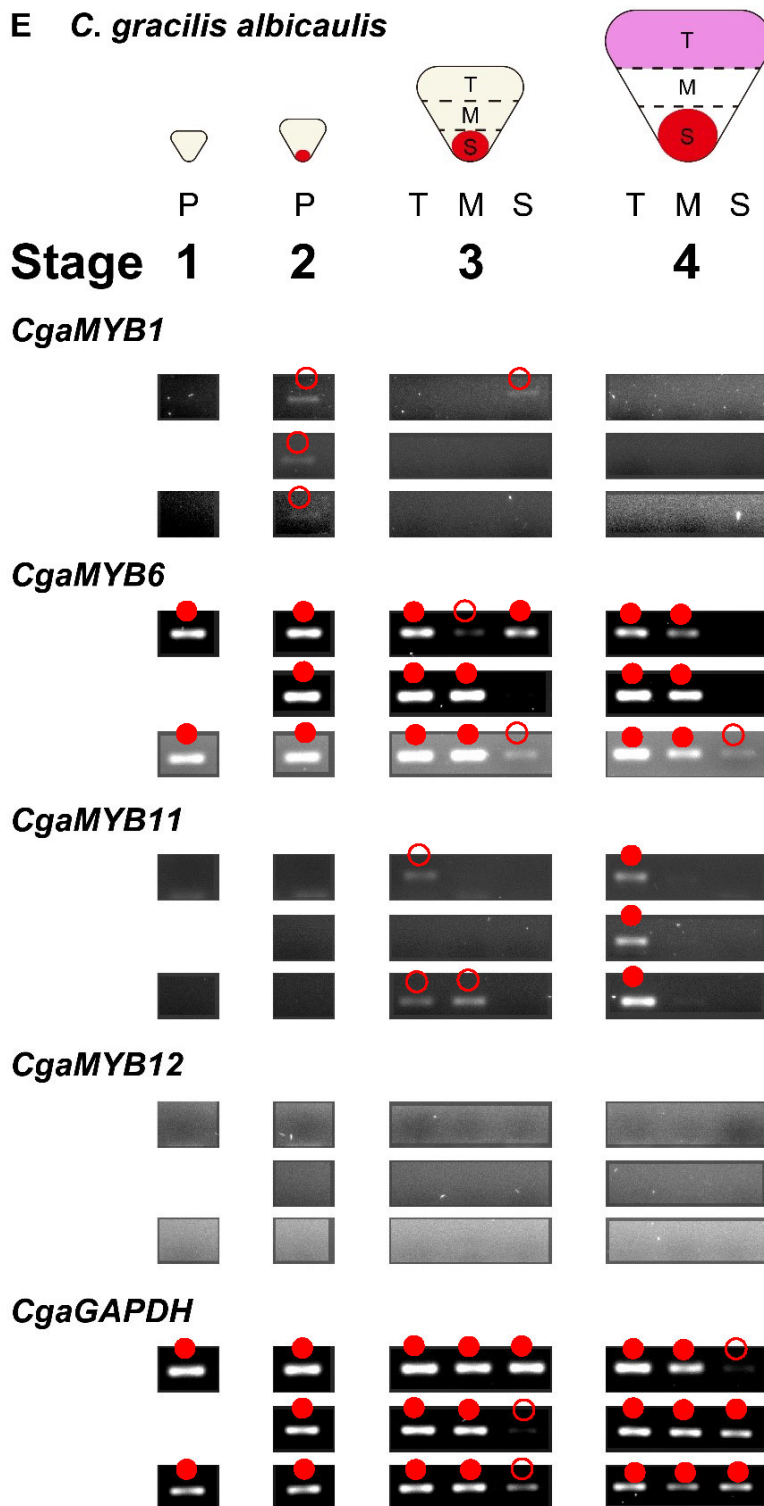 E C. gracilis albicaulis
T
M
S
T
M
S
P P T M S T M S
Stage 1 2 3 4
CgaMYB1
CgaMYB6
CgaMYB11
CgaMYB12
CgaGAPDH